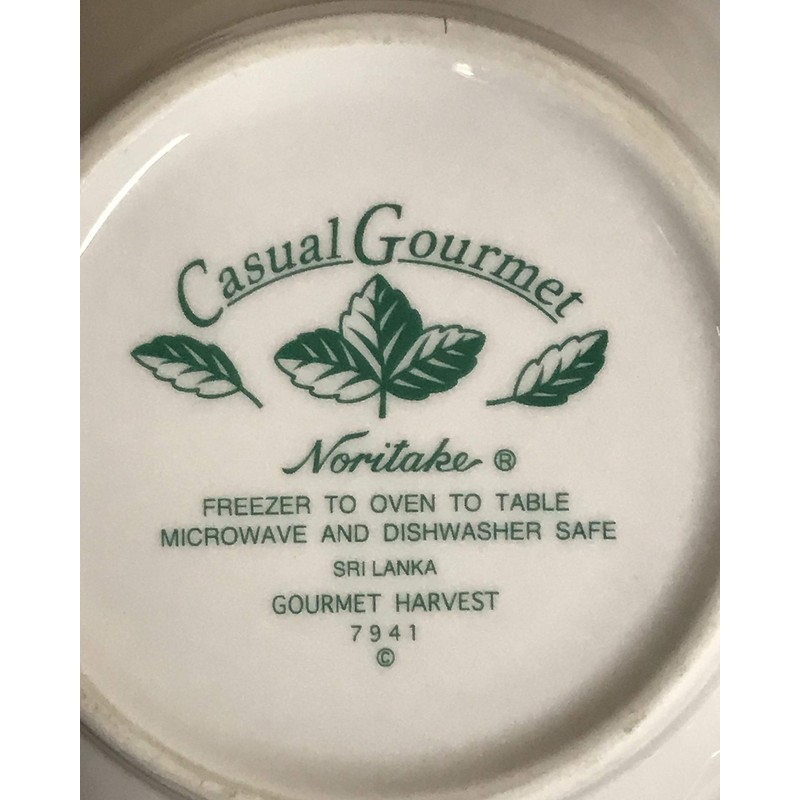 Casual Gourmet
Noritake ®
FREEZER TO OVEN TO TABLE
MICROWAVE AND DISHWASHER SAFE
SRI LANKA
GOURMET HARVEST
7941
©